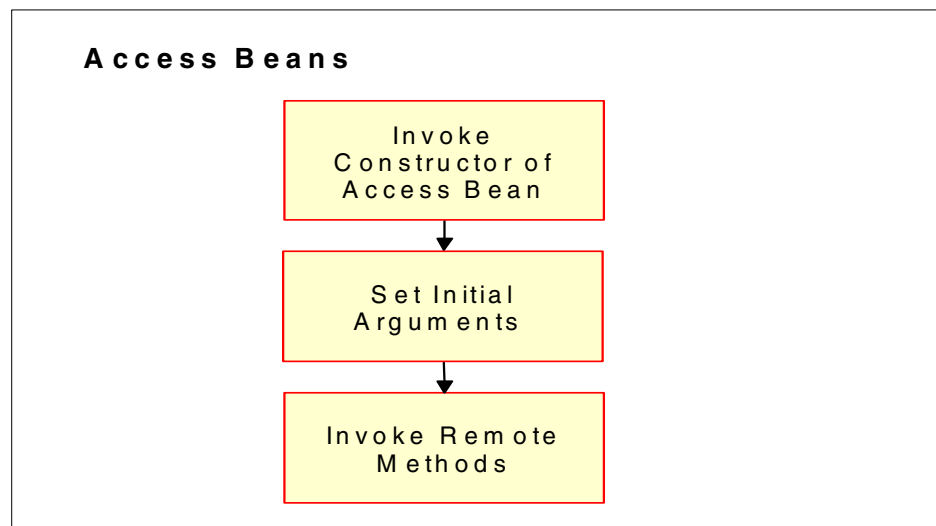 Access Beans
Invoke
Constructor of
Access Bean
Set Initial
Arguments
Invoke Remote
Methods